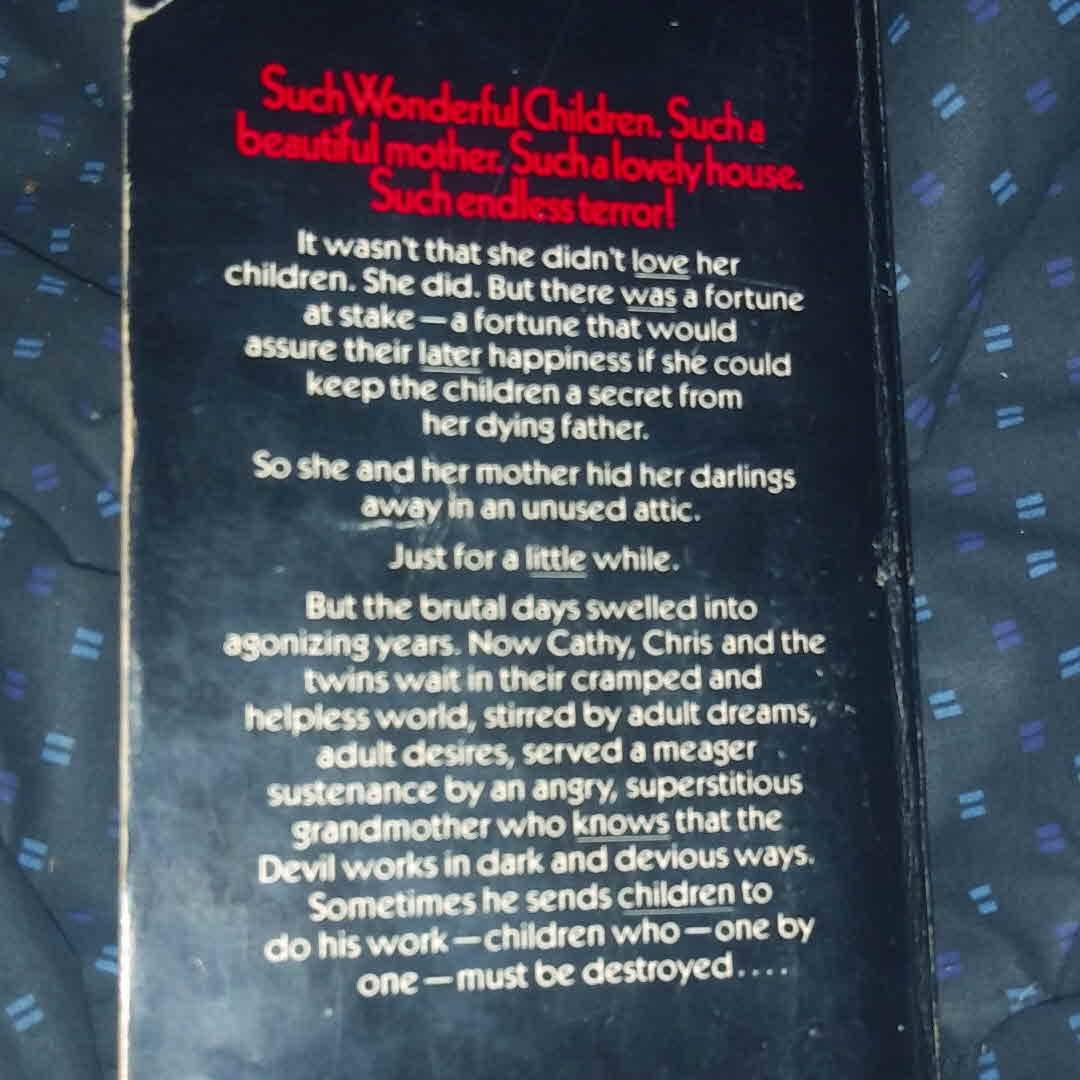 Such Wonderful Children. Such a
beautiful mother. Such a lovely house.
Such endless terror!
It wasn't that she didn't love her
children. She did. But there was a fortune
at stake—a fortune that would
assure their later happiness if she could
keep the children a secret from
her dying father.
So she and her mother hid her darlings
away in an unused attic.
Just for a little while.
But the brutal days swelled into
agonizing years. Now Cathy, Chris and the
twins wait in their cramped and
helpless world, stirred by adult dreams,
adult desires, served a meager
sustenance by an angry, superstitious
grandmother who knows that the
Devil works in dark and devious ways.
Sometimes he sends children to
do his work—children who—one by
one—must be destroyed....